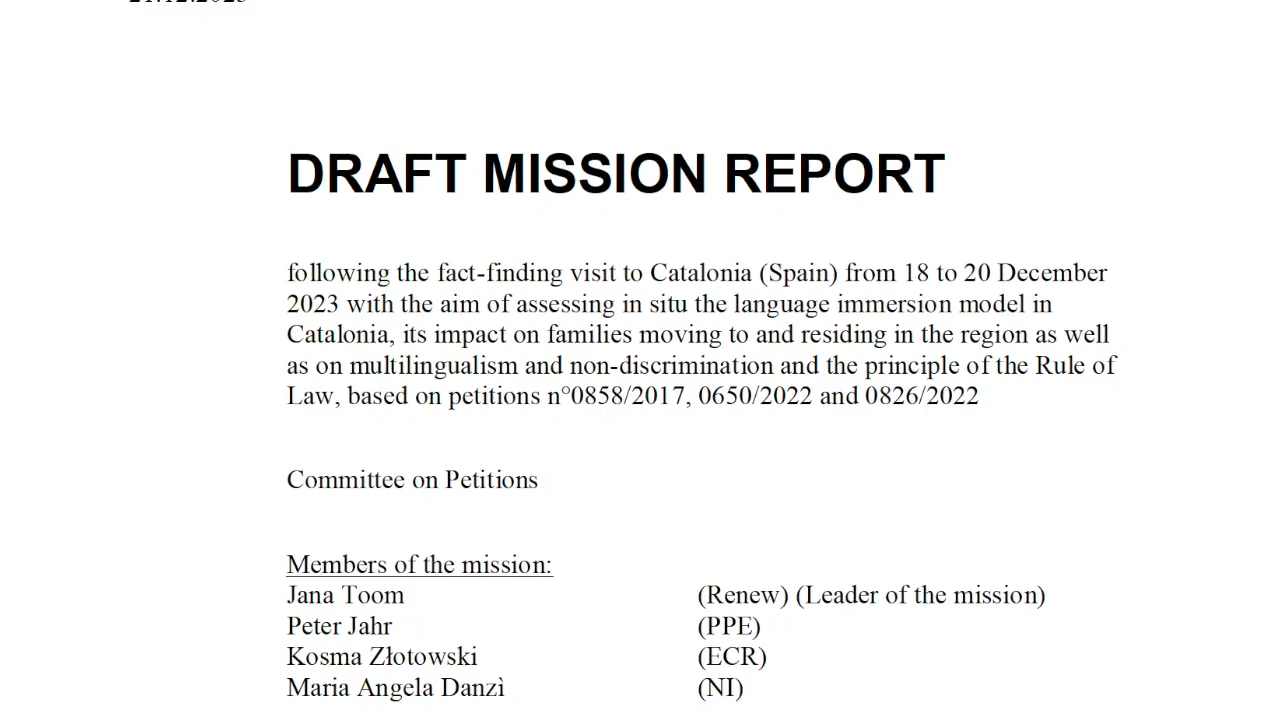 DRAFT MISSION REPORT
following the fact-finding visit to Catalonia (Spain) from 18 to 20 December
2023 with the aim of assessing in situ the language immersion model in
Catalonia, its impact on families moving to and residing in the region as well
as on multilingualism and non-discrimination and the principle of the Rule of
Law, based on petitions n°0858/2017, 0650/2022 and 0826/2022
Committee on Petitions
Members of the mission:
Jana Toom (Renew) (Leader of the mission)
Peter Jahr (PPE)
Kosma Złotowski (ECR)
Maria Angela Danzì (NI)